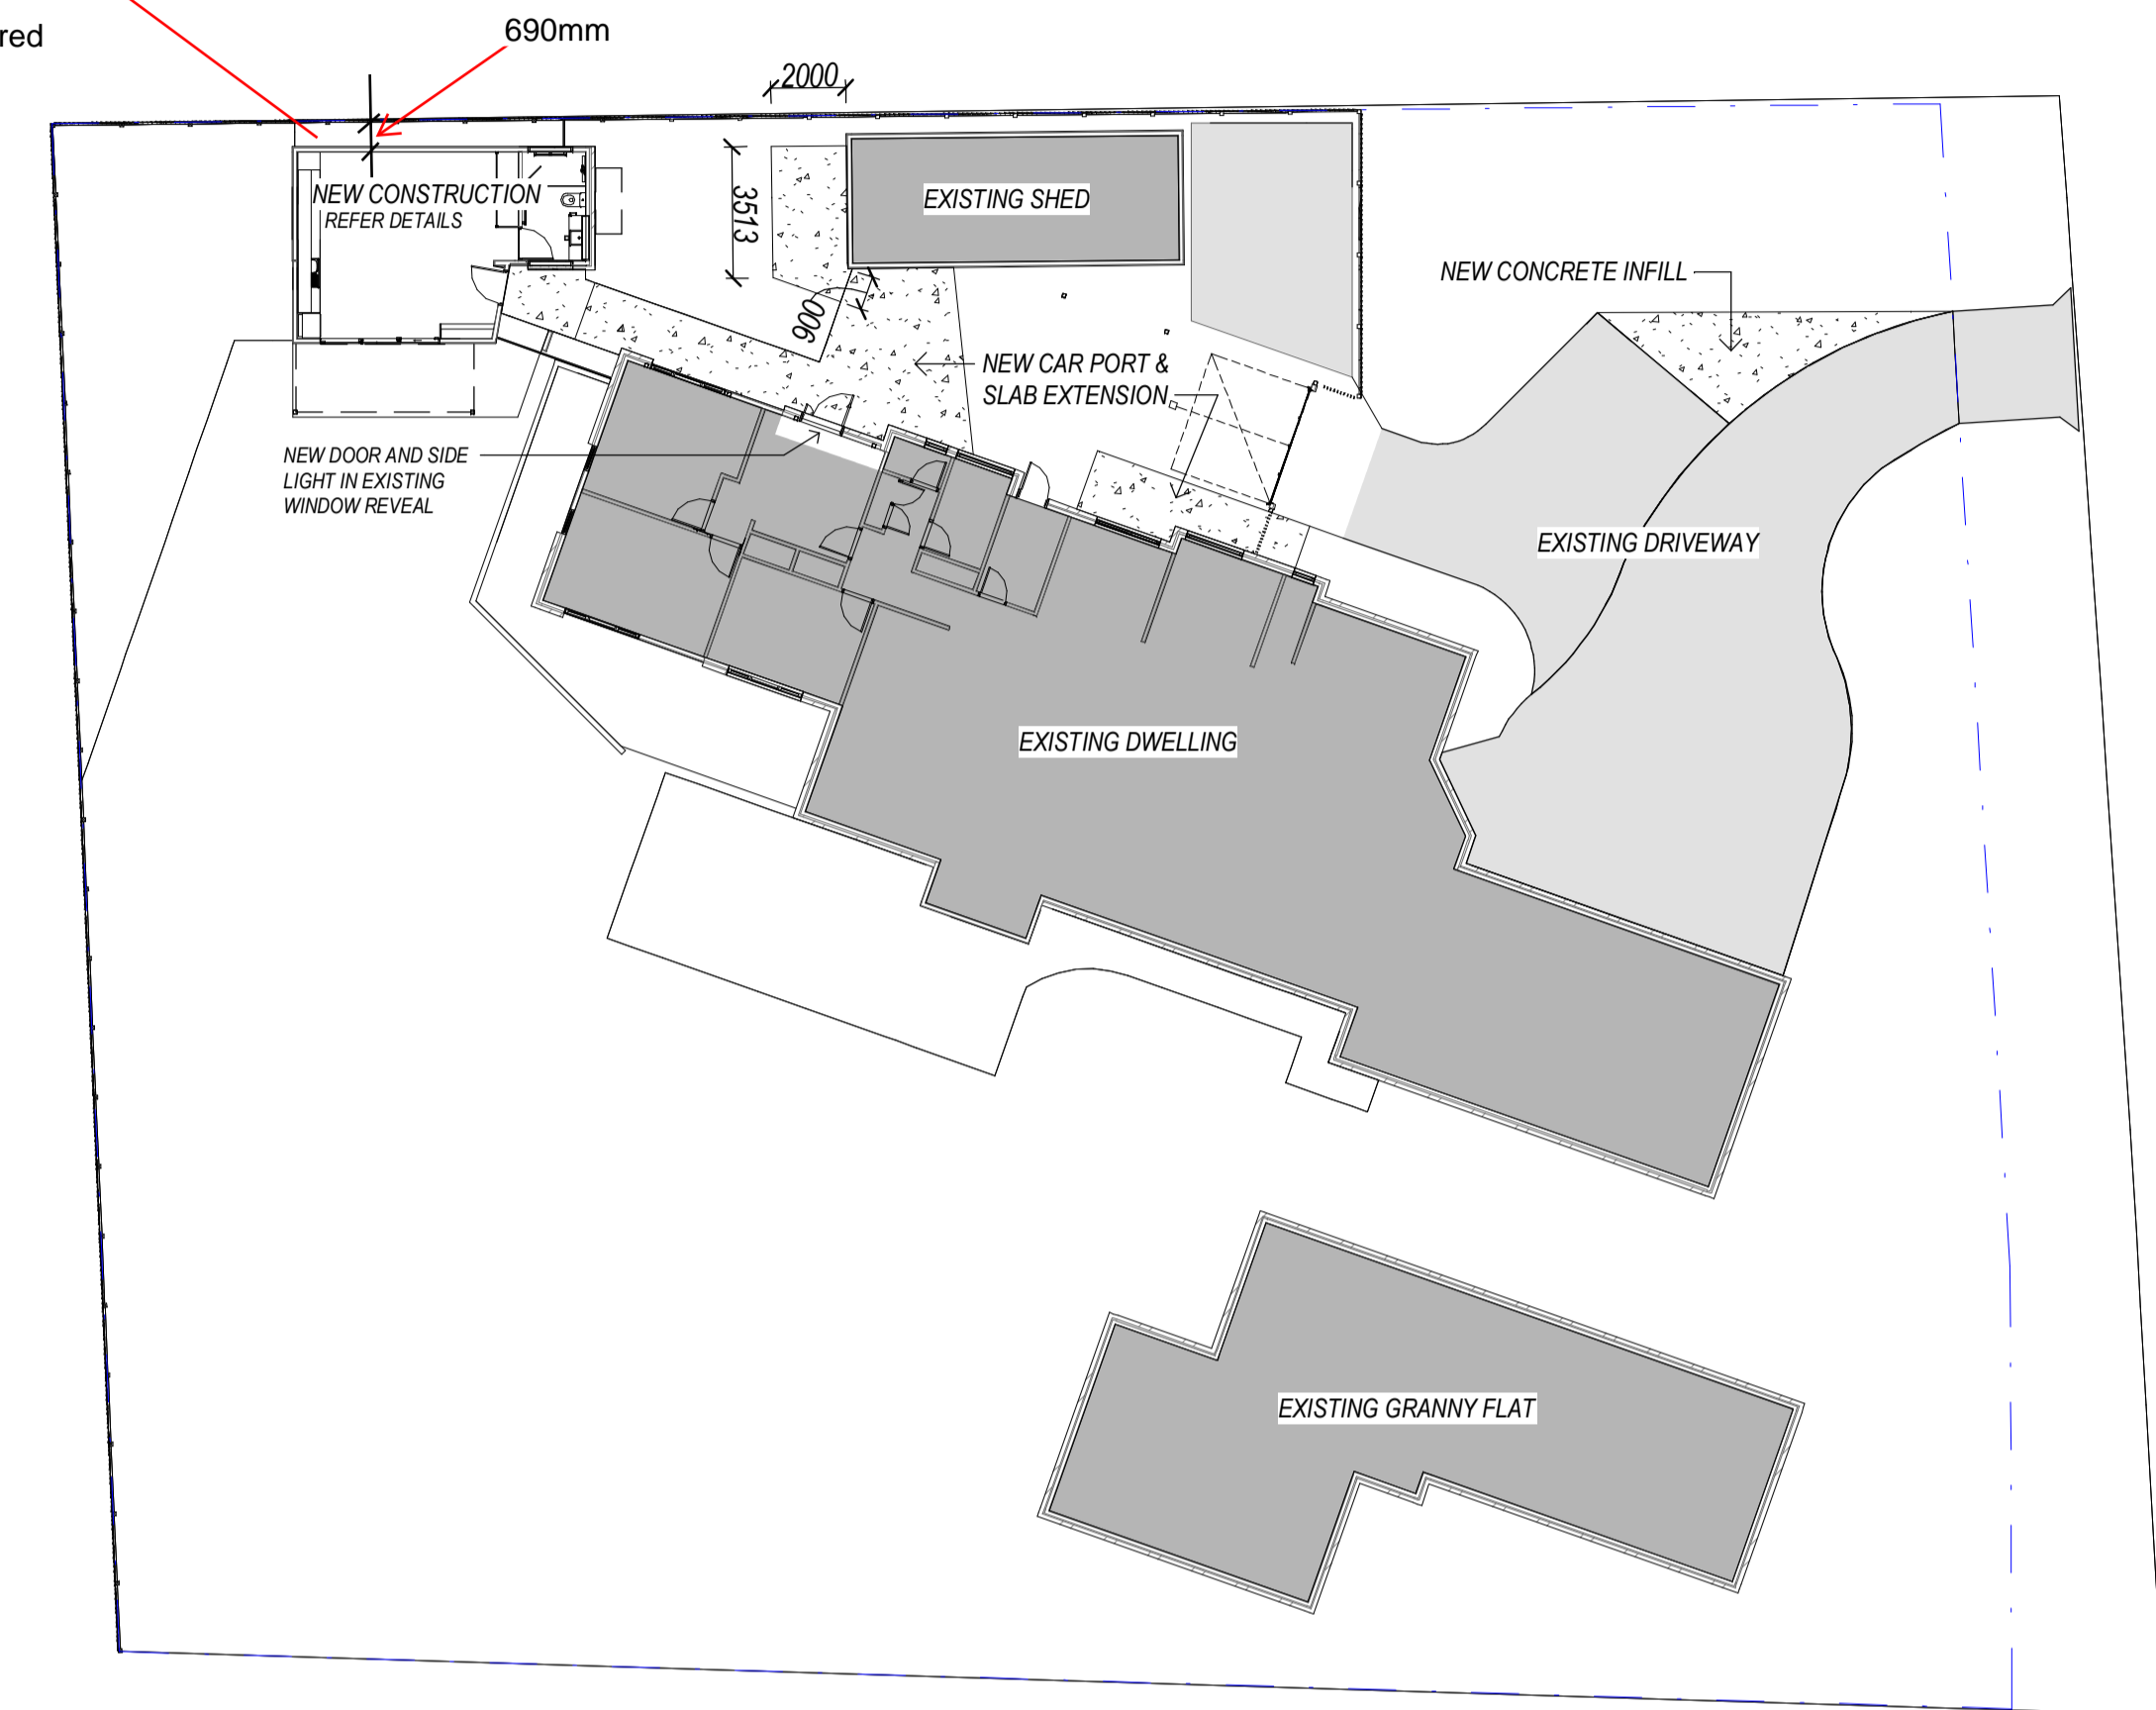 red
690mm
2000
NEW CONSTRUCTION
REFER DETAILS
3513
EXISTING SHED
NEW CONCRETE INFILL
900
NEW CAR PORT &
SLAB EXTENSION
NEW DOOR AND SIDE
LIGHT IN EXISTING
WINDOW REVEAL
EXISTING DRIVEWAY
EXISTING DWELLING
EXISTING GRANNY FLAT